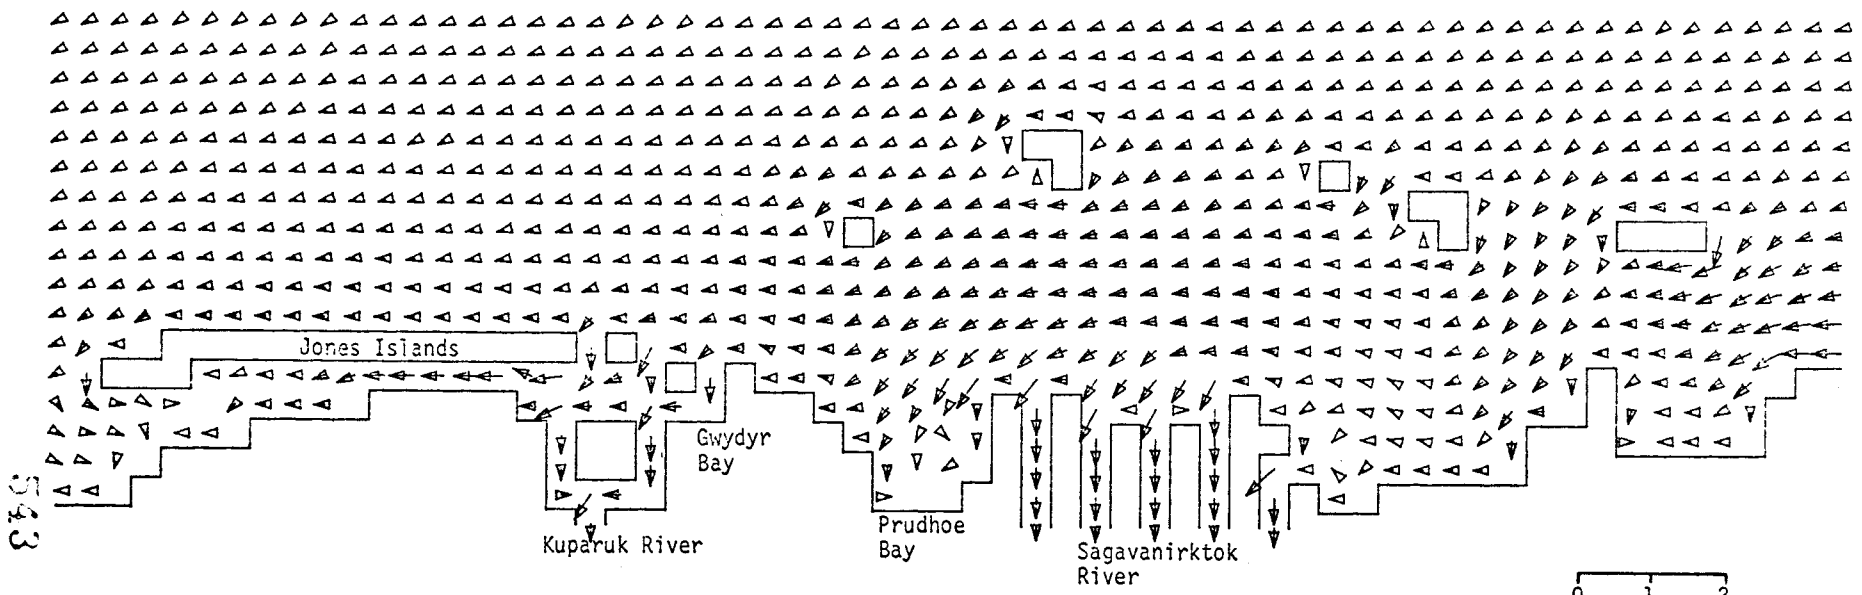 Jones Islands
Gwydyr
Bay
543
Kuparuk River
Prudhoe
Bay
Sagavanirktok
River
0 1 2